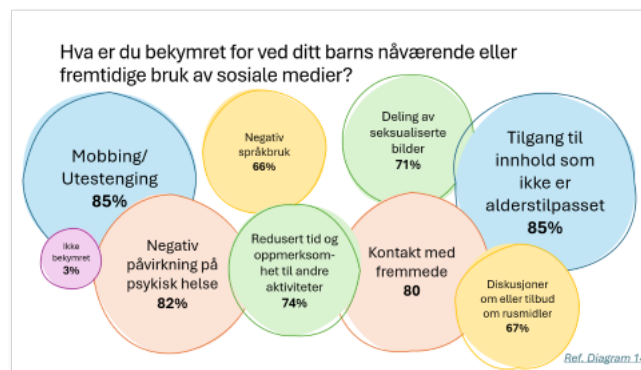 Hva er du bekymret for ved ditt barns nåværende eller
fremtidige bruk av sosiale medier?
Mobbing/
Utestenging
85%
Negativ
språkbruk
66%
Deling av
seksualiserte
bilder
71%
Tilgang til
innhold som
ikke er
alderstilpasset
85%
Ikke
bekymret
3%
Negativ
påvirkning på
psykisk helse
82%
Redusert tid og
oppmerksom-
het til andre
aktiviteter
74%
Kontakt med
fremmede
80
Diskusjoner
om eller tilbud
om rusmidler
67%
Ref. Diagram 14